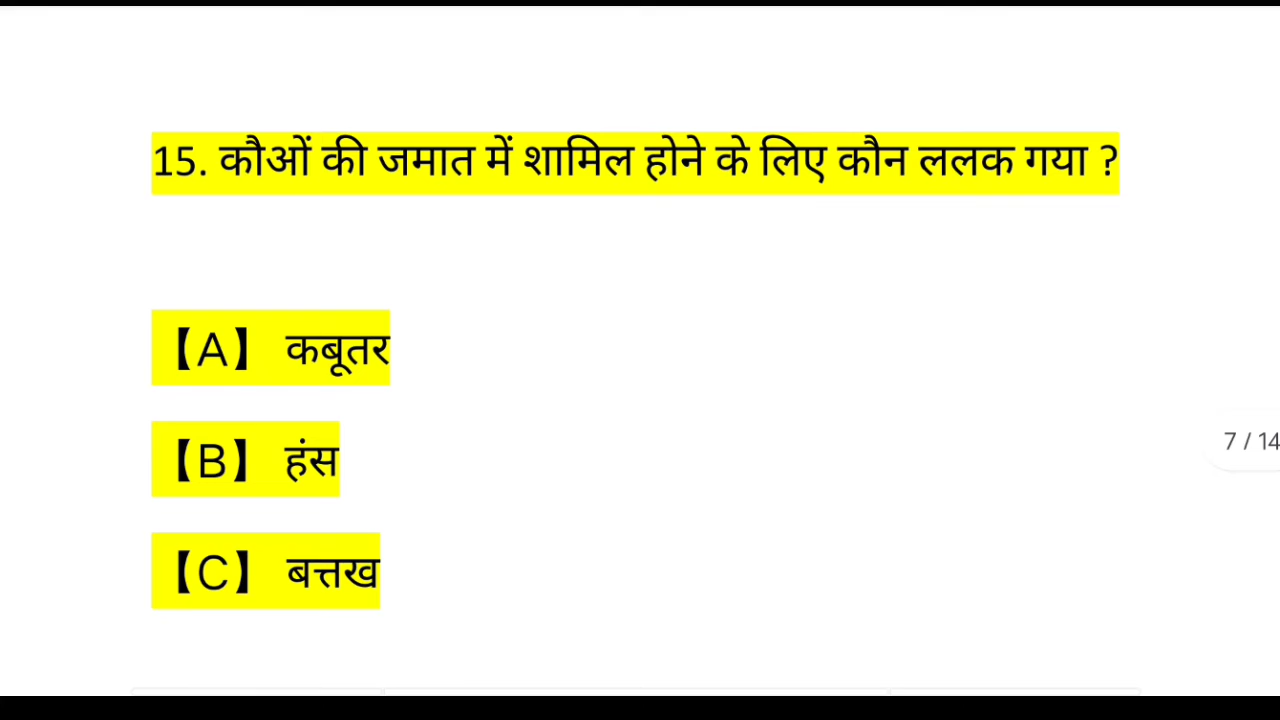 15. कौओं की जमात में शामिल होने के लिए कौन ललक गया ?
【A】 कबूतर
【B】 हंस
7 / 14
【C】 बत्तख